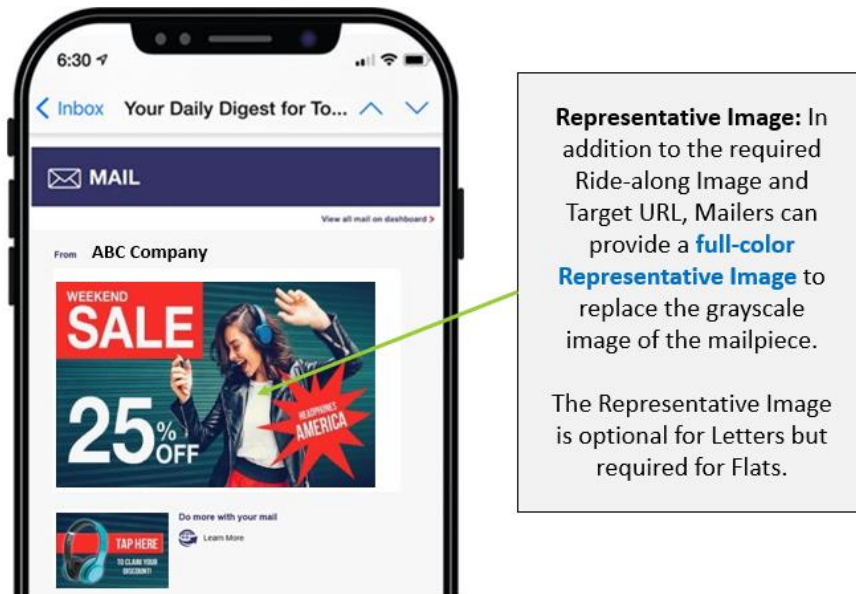 6:30
Inbox Your Daily Digest for To...
MAIL
View all mail on dashboard >
From ABC Company
WEEKEND
SALE
25% OFF
HEADPHONES
AMERICA
TAP HERE
TO CLAIM YOUR
DISCOUNT!
Do more with your mail
Learn More
Representative Image: In
addition to the required
Ride-along Image and
Target URL, Mailers can
provide a full-color
Representative Image to
replace the grayscale
image of the mailpiece.
The Representative Image
is optional for Letters but
required for Flats.